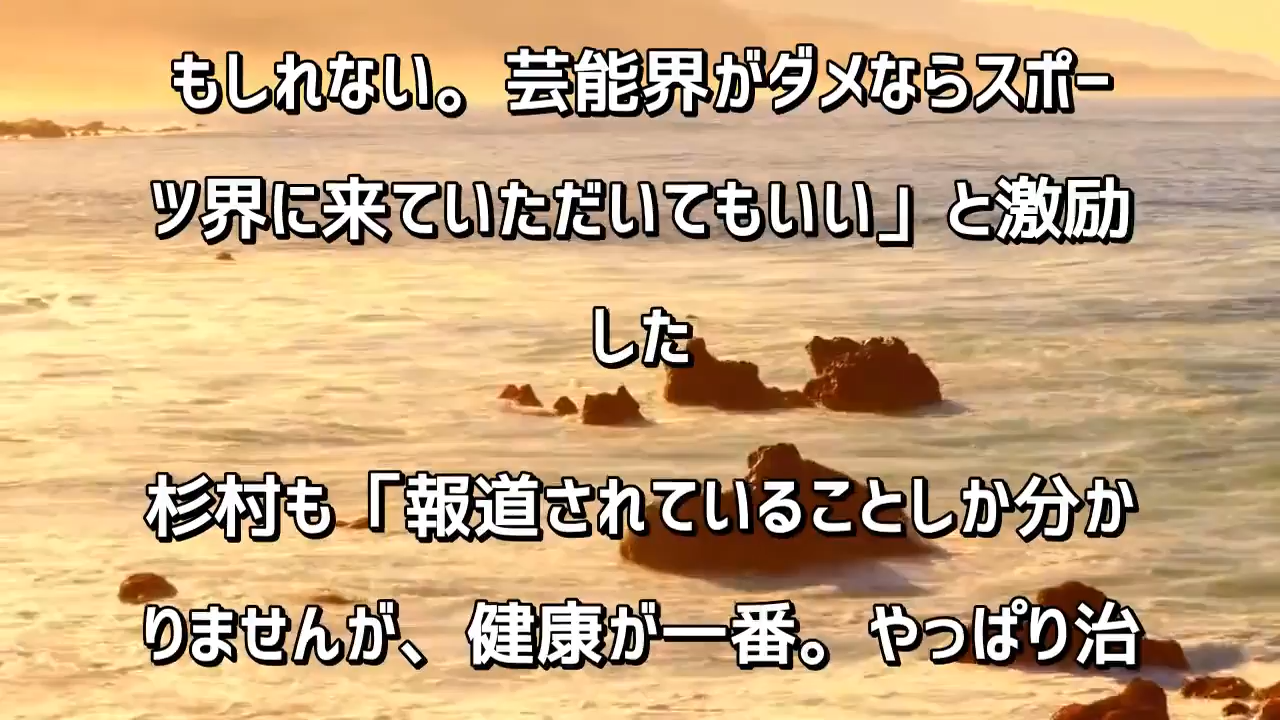 もしれない。芸能界がダメならスポー
ツ界に来ていただいてもいい」と激励
した
杉村も「報道されていることしか分か
りませんが、健康が一番。やっぱり治